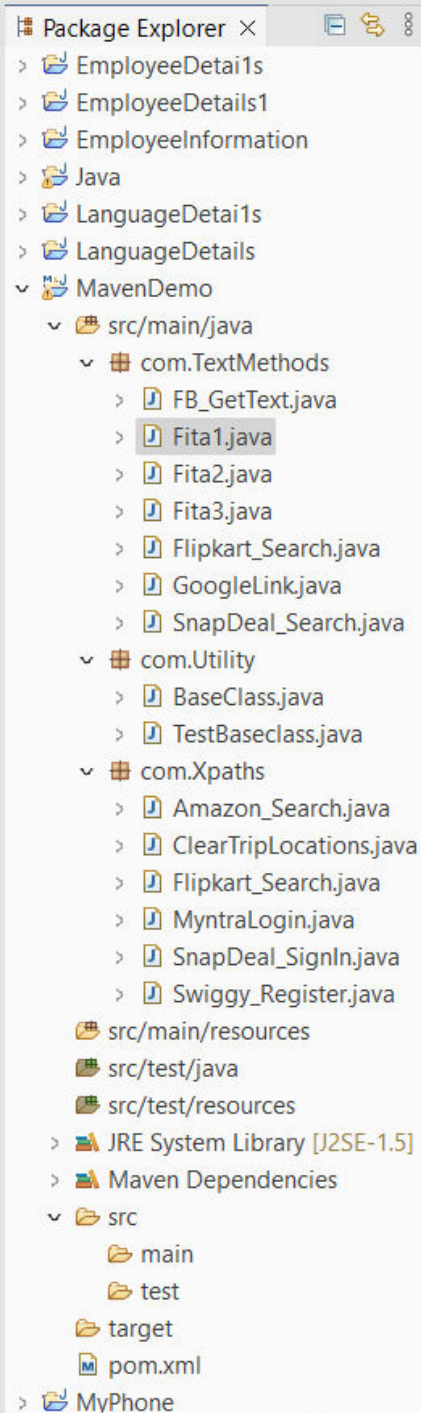 Package Explorer
EmployeeDetai1s
EmployeeDetails1
EmployeeInformation
Java
LanguageDetai1s
LanguageDetails
MavenDemo
src/main/java
com.TextMethods
FB_GetText.java
Fita1.java
Fita2.java
Fita3.java
Flipkart_Search.java
GoogleLink.java
SnapDeal_Search.java
com.Utility
BaseClass.java
TestBaseclass.java
com.Xpaths
Amazon_Search.java
ClearTripLocations.java
Flipkart_Search.java
MyntraLogin.java
SnapDeal_SignIn.java
Swiggy_Register.java
src/main/resources
src/test/java
src/test/resources
JRE System Library [J2SE-1.5]
Maven Dependencies
src
main
test
target
pom.xml
MyPhone